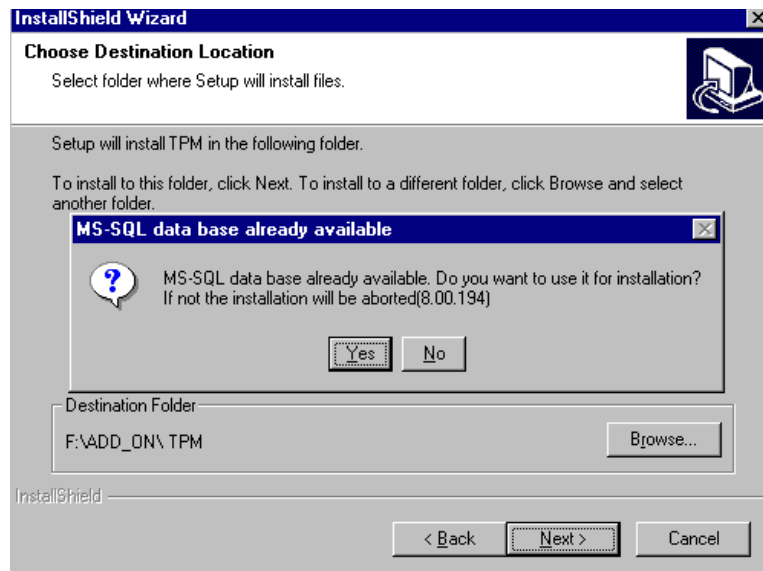 InstallShield Wizard
Choose Destination Location
Select folder where Setup will install files.
Setup will install TPM in the following folder.
To install to this folder, click Next. To install to a different folder, click Browse and select
another folder.
MS-SQL data base already available
MS-SQL data base already available. Do you want to use it for installation?
If not the installation will be aborted(8.00.194)
Yes No
Destination Folder
F:\ADD_ON\ TPM
Browse...
InstallShield
< Back Next > Cancel